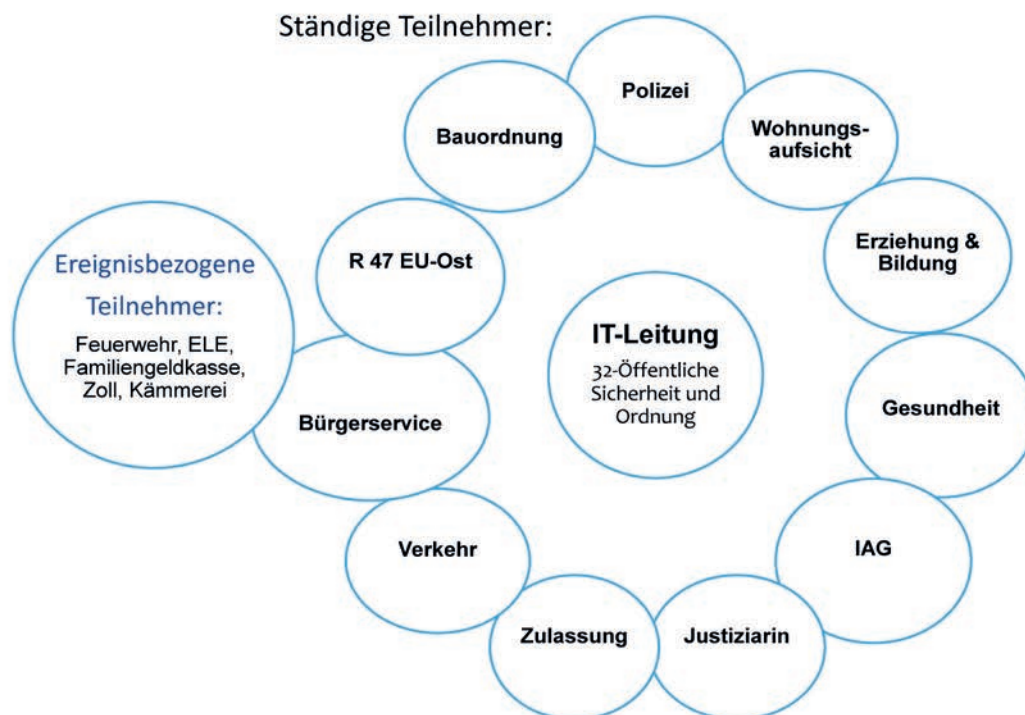 Ständige Teilnehmer:
Polizei
Bauordnung
Wohnungs-
aufsicht
Erziehung &
Bildung
R 47 EU-Ost
Ereignisbezogene
Teilnehmer:
Feuerwehr, ELE,
Familiengeldkasse,
Zoll, Kämmerei
IT-Leitung
32-Öffentliche
Sicherheit und
Ordnung
Gesundheit
Bürgerservice
Verkehr
IAG
Zulassung
Justiziarin